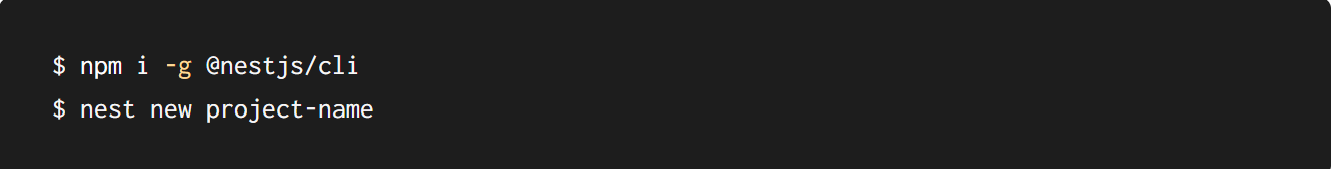 $ npm i -g @nestjs/cli
$ nest new project-name